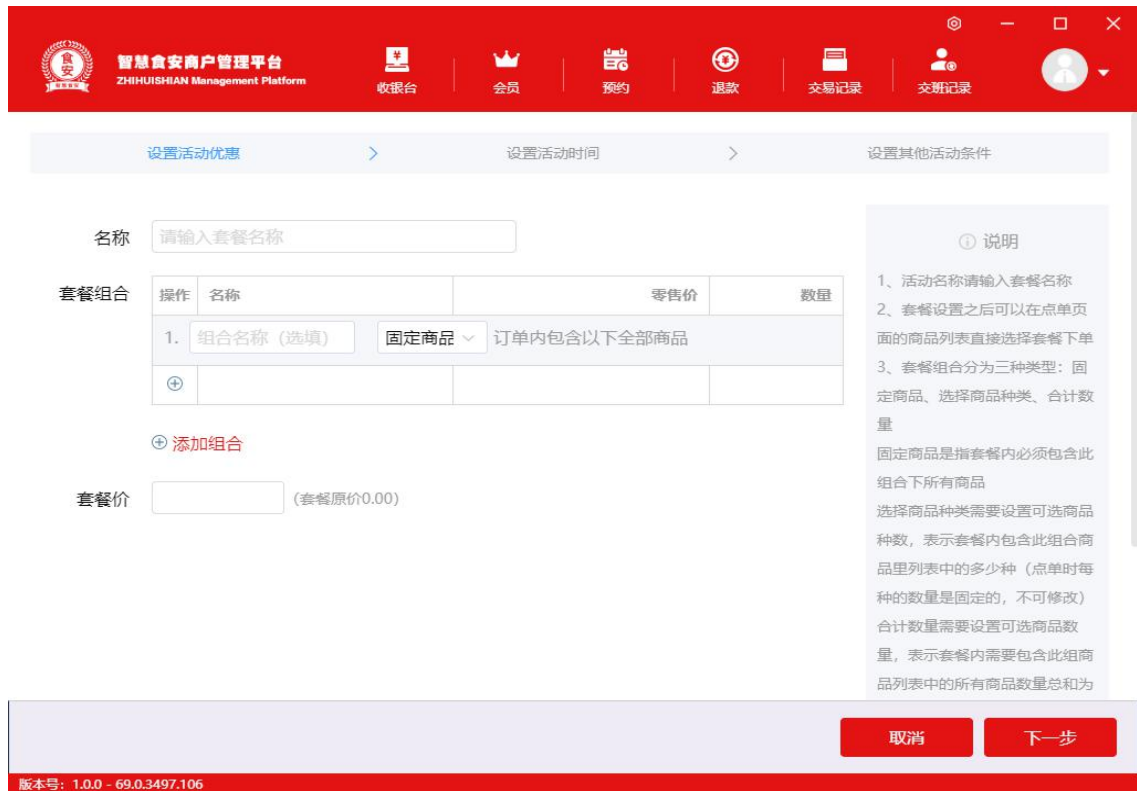 食安
智慧食安商户管理平台
ZHIHUISHIAN Management Platform
收银台
会员
预约
退款
交易记录
交班记录
设置活动优惠
设置活动时间
设置其他活动条件
名称 请输入套餐名称
套餐组合
操作 名称 零售价 数量
1. 组合名称（选填） 固定商品 订单内包含以下全部商品
添加组合
套餐价 (套餐原价0.00)
说明
1、活动名称请输入套餐名称
2、套餐设置之后可以在点单页
面的商品列表直接选择套餐下单
3、套餐组合分为三种类型：固
定商品、选择商品种类、合计数
量
固定商品是指套餐内必须包含此
组合下所有商品
选择商品种类需要设置可选商品
种数，表示套餐内包含此组合商
品里列表中的多少种（点单时每
种的数量是固定的，不可修改）
合计数量需要设置可选商品数
量，表示套餐内需要包含此组商
品列表中的所有商品数量总和为
取消
下一步
版本号：1.0.0 - 69.0.3497.106